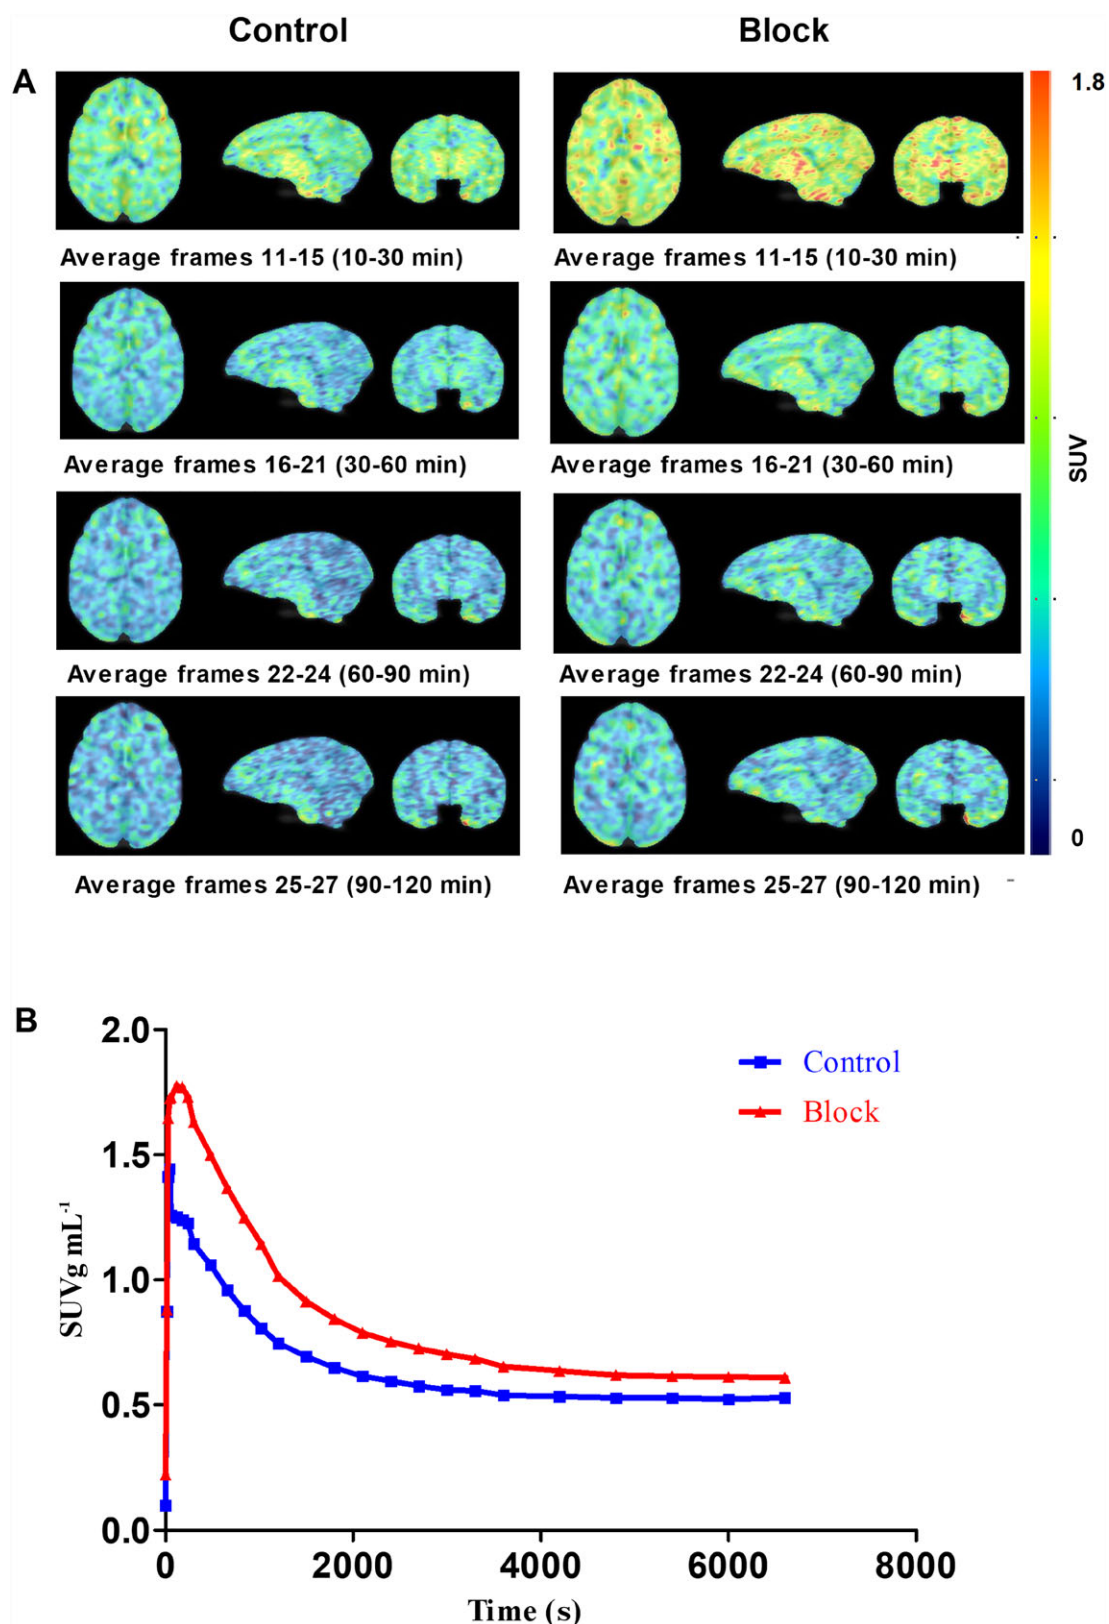 Control Block
A
1.8
Average frames 11-15 (10-30 min) Average frames 11-15 (10-30 min)
Average frames 16-21 (30-60 min) Average frames 16-21 (30-60 min)
SUV
Average frames 22-24 (60-90 min) Average frames 22-24 (60-90 min)
0
Average frames 25-27 (90-120 min) Average frames 25-27 (90-120 min)
B
2.0
Control
Block
1.5
SUVg mL⁻¹
1.0
0.5
0.0
0 2000 4000 6000 8000
Time (s)